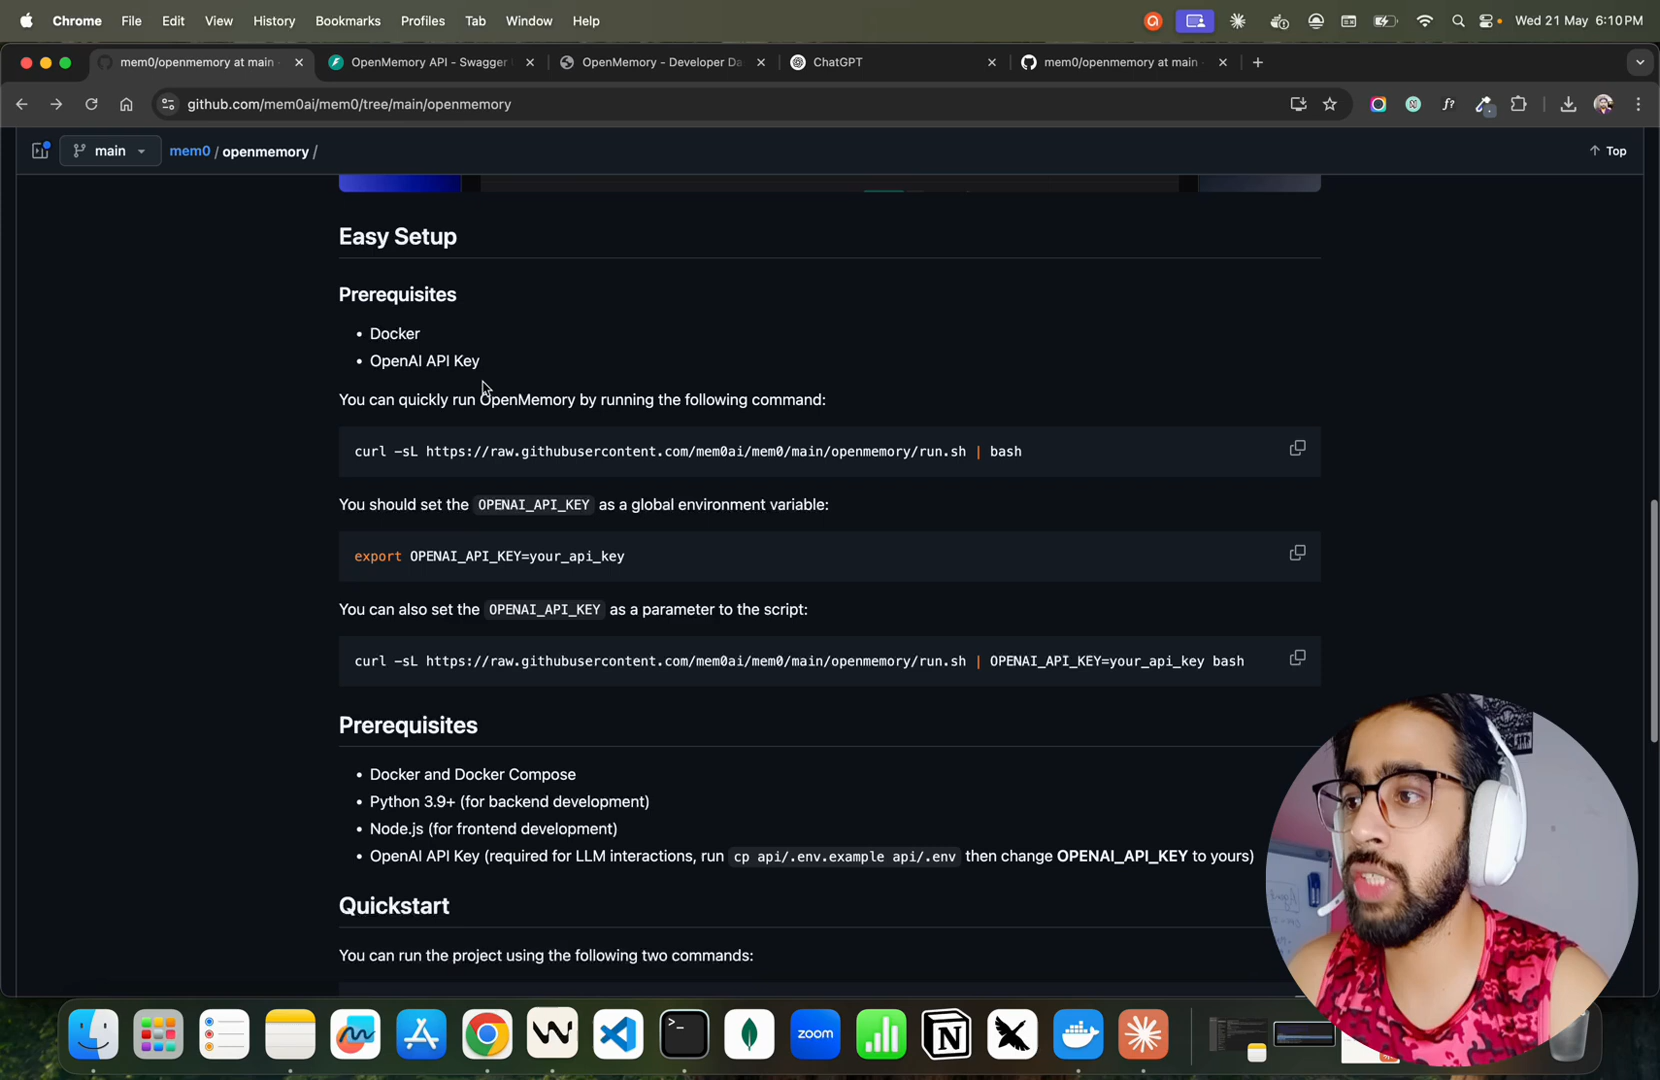 Chrome File Edit View History Bookmarks Profiles Tab Window Help Wed 21 May 6:10 PM
mem0/openmemory at main OpenMemory API - Swagger OpenMemory - Developer Da ChatGPT mem0/openmemory at main
github.com/mem0ai/mem0/tree/main/openmemory
main mem0 / openmemory / Top
Easy Setup
Prerequisites
• Docker
• OpenAI API Key
You can quickly run OpenMemory by running the following command:
curl -sL https://raw.githubusercontent.com/mem0ai/mem0/main/openmemory/run.sh | bash
You should set the OPENAI_API_KEY as a global environment variable:
export OPENAI_API_KEY=your_api_key
You can also set the OPENAI_API_KEY as a parameter to the script:
curl -sL https://raw.githubusercontent.com/mem0ai/mem0/main/openmemory/run.sh | OPENAI_API_KEY=your_api_key bash
Prerequisites
• Docker and Docker Compose
• Python 3.9+ (for backend development)
• Node.js (for frontend development)
• OpenAI API Key (required for LLM interactions, run cp api/.env.example api/.env then change OPENAI_API_KEY to yours)
Quickstart
You can run the project using the following two commands:
zoom